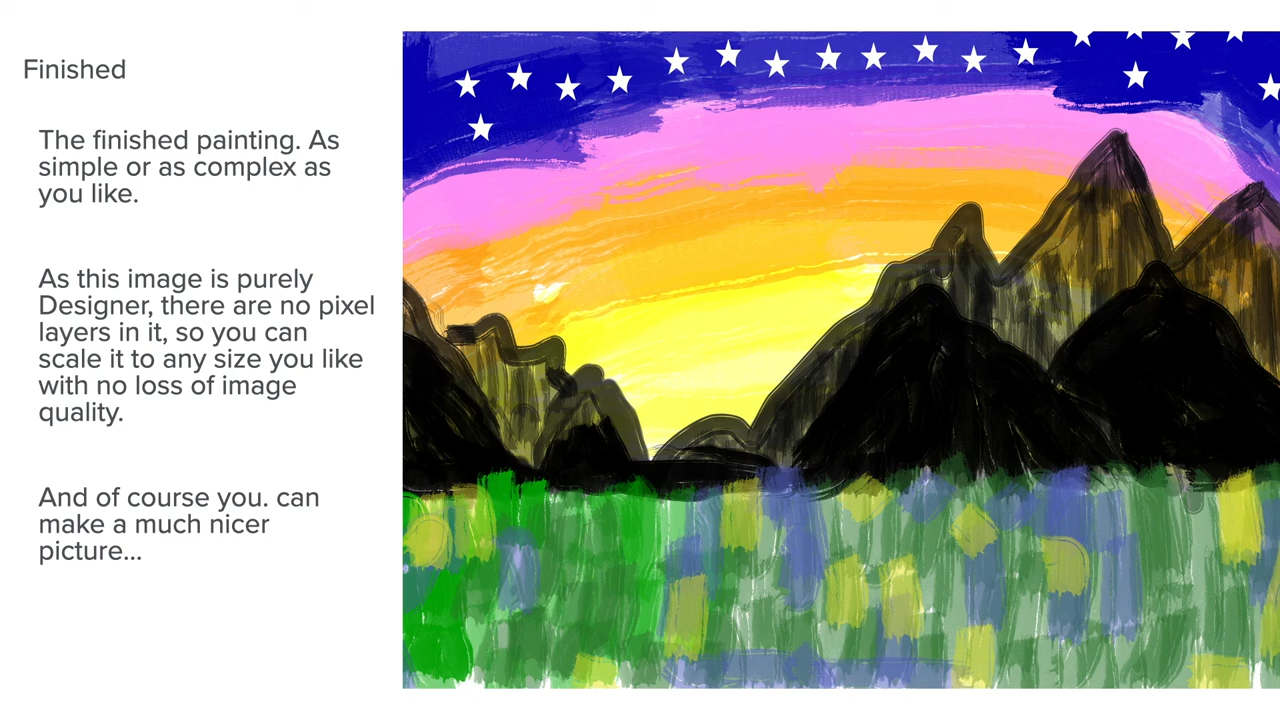 Finished
The finished painting. As
simple or as complex as
you like.
As this image is purely
Designer, there are no pixel
layers in it, so you can
scale it to any size you like
with no loss of image
quality.
And of course you. can
make a much nicer
picture...